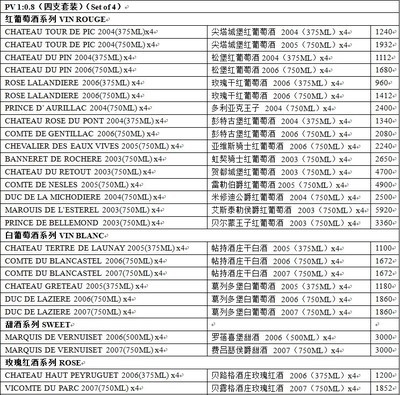 PV 1:0.8（四支套装）(Set of 4)
红葡萄酒系列 VIN ROUGE
CHATEAU TOUR DE PIC 2004(375ML)x4 尖塔城堡红葡萄酒 2004（375ML）x4 1240
CHATEAU TOUR DE PIC 2004(750ML) x4 尖塔城堡红葡萄酒 2004（750ML）x4 1932
CHATEAU DU PIN 2004(375ML) x4 松堡红葡萄酒 2004（375ML）x4 1112
CHATEAU DU PIN 2006(750ML) x4 松堡红葡萄酒 2006（750ML）x4 1680
ROSE LALANDIERE 2006(375ML) x4 玫瑰干红葡萄酒 2006（375ML）x4 960
ROSE LALANDIERE 2006(750ML) x4 玫瑰干红葡萄酒 2006（750ML）x4 1412
PRINCE D' AURILLAC 2004(750ML) x4 多利亚克王子 2004（750ML）x4 2400
CHATEAU ROSE DU PONT 2004(375ML) x4 彭特古堡红葡萄酒 2004（375ML）x4 1340
COMTE DE GENTILLAC 2006(750ML) x4 彭特古堡红葡萄酒 2006（750ML）x4 2080
CHEVALIER DES EAUX VIVES 2005(750ML)x4 亚维斯骑士红葡萄酒 2006（750ML）x4 2240
BANNERET DE ROCHERE 2003(750ML) x4 虹契骑士红葡萄酒 2003（750ML）x4 2650
CHATEAU DU RETOUT 2003(750ML) x4 贺郁城堡红葡萄酒 2003（750ML）x4 4700
COMTE DE NESLES 2005(750ML) x4 雷勒伯爵红葡萄酒 2005（750ML）x4 4900
DUC DE LA MICHODIERE 2004(750ML) x4 米修迪公爵红葡萄酒 2004（750ML）x4 2500
MAROUIS DE L'ESTEREL 2003(750ML) x4 艾斯泰勒侯爵红葡萄酒 2003（750ML）x4 5920
PRINCE DE BELLEMOND 2003(750ML) x4 贝尔蒙王子红葡萄酒 2003（750ML）x4 3360
白葡萄酒系列 VIN BLANC
CHATEAU TERTRE DE LAUNAY 2005(375ML)x4 帖持酒庄干白酒 2005（375ML）x4 1100
COMTE DU BLANCASTEL 2006(750ML) x4 帖持酒庄干白酒 2006（750ML）x4 1672
COMTE DU BLANCASTEL 2007(750ML) x4 帖持酒庄干白酒 2007（750ML）x4 1672
CHATEAU GRETEAU 2005(375ML) x4 葛列多堡白葡萄酒 2005（375ML）x4 1180
DUC DE LAZIERE 2006(750ML) x4 葛列多堡白葡萄酒 2006（750ML）x4 1860
DUC DE LAZIERE 2007(750ML) x4 葛列多堡白葡萄酒 2007（750ML）x4 1860
甜酒系列 SWEET
MARQUIS DE VERNUISET 2006(500ML) x4 罗蓓喜堡甜酒 2006（500ML）x4 3000
MARQUIS DE VERNUISET 2007(750ML) x4 费吕瑟侯爵甜酒 2007（750ML）x4 3000
玫瑰红酒系列 ROSE
CHATEAU HAUT PEYRUGUET 2006(375ML) x4 贝路格酒庄玫瑰红酒 2006（375ML）x4 1200
VICOMTE DU PARC 2007(750ML) x4 贝露格酒庄玫瑰红酒 2007（750ML）x4 1852